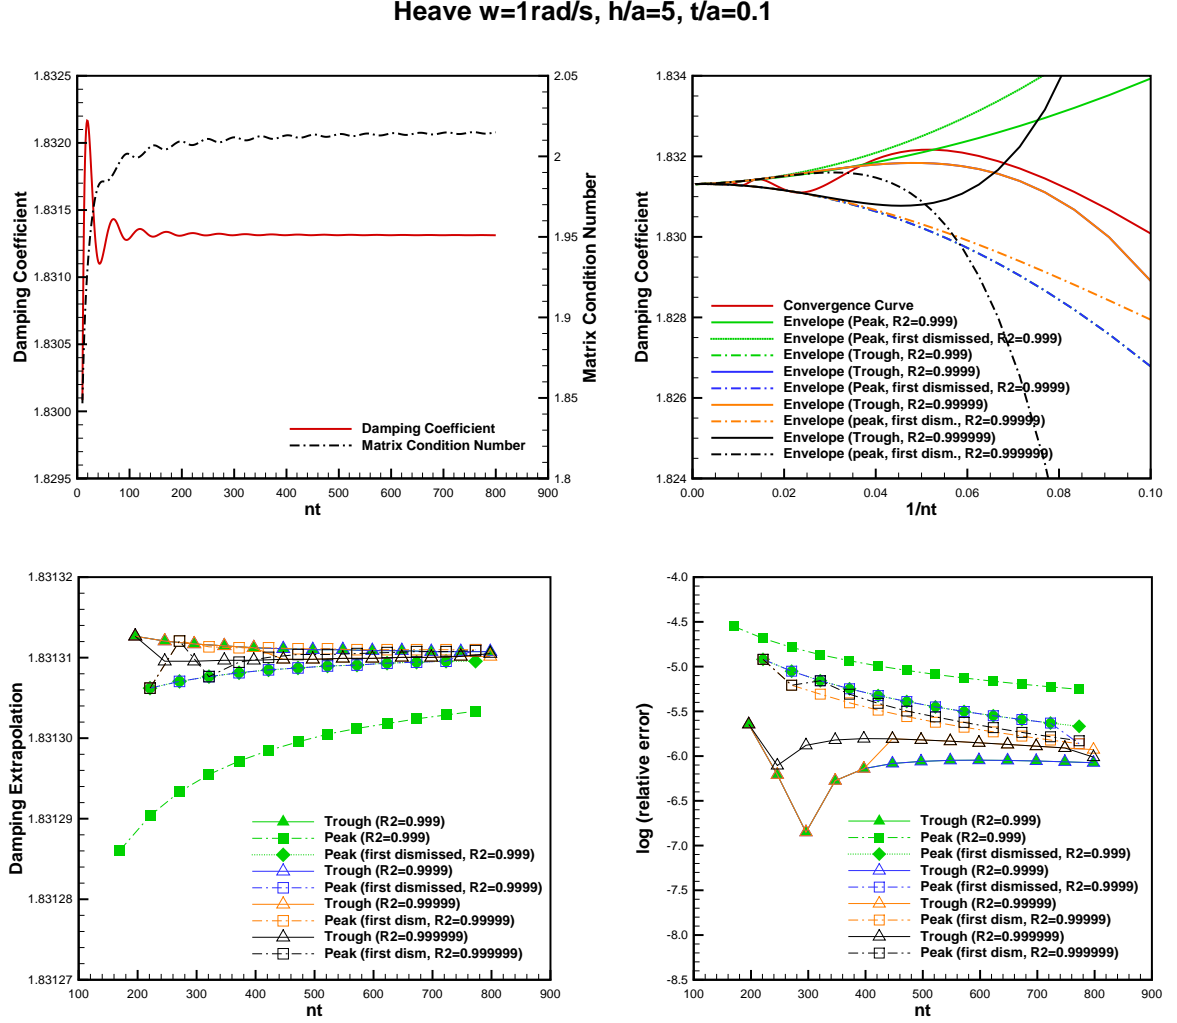 Heave w=1rad/s, h/a=5, t/a=0.1
1.8325
1.8320
1.8315
1.8310
1.8305
1.8300
1.8295
Damping Coefficient
2.05
2
1.95
1.9
1.85
1.8
Matrix Condition Number
Damping Coefficient
Matrix Condition Number
0 100 200 300 400 500 600 700 800 900
nt
1.834
1.832
1.830
1.828
1.826
1.824
Damping Coefficient
Convergence Curve
Envelope (Peak, R2=0.999)
Envelope (Peak, first dismissed, R2=0.999)
Envelope (Trough, R2=0.999)
Envelope (Trough, R2=0.9999)
Envelope (Peak, first dismissed, R2=0.9999)
Envelope (Trough, R2=0.99999)
Envelope (peak, first dism., R2=0.99999)
Envelope (Trough, R2=0.999999)
Envelope (peak, first dism., R2=0.999999)
0.00 0.02 0.04 0.06 0.08 0.10
1/nt
1.83132
1.83131
1.83130
1.83129
1.83128
1.83127
Damping Extrapolation
Trough (R2=0.999)
Peak (R2=0.999)
Peak (first dismissed, R2=0.999)
Trough (R2=0.9999)
Peak (first dismissed, R2=0.9999)
Trough (R2=0.99999)
Peak (first dism, R2=0.99999)
Trough (R2=0.999999)
Peak (first dism, R2=0.999999)
100 200 300 400 500 600 700 800 900
nt
-4.0
-4.5
-5.0
-5.5
-6.0
-6.5
-7.0
-7.5
-8.0
-8.5
log (relative error)
Trough (R2=0.999)
Peak (R2=0.999)
Peak (first dismissed, R2=0.999)
Trough (R2=0.9999)
Peak (first dismissed, R2=0.9999)
Trough (R2=0.99999)
Peak (first dism, R2=0.99999)
Trough (R2=0.999999)
Peak (first dism, R2=0.999999)
100 200 300 400 500 600 700 800 900
nt